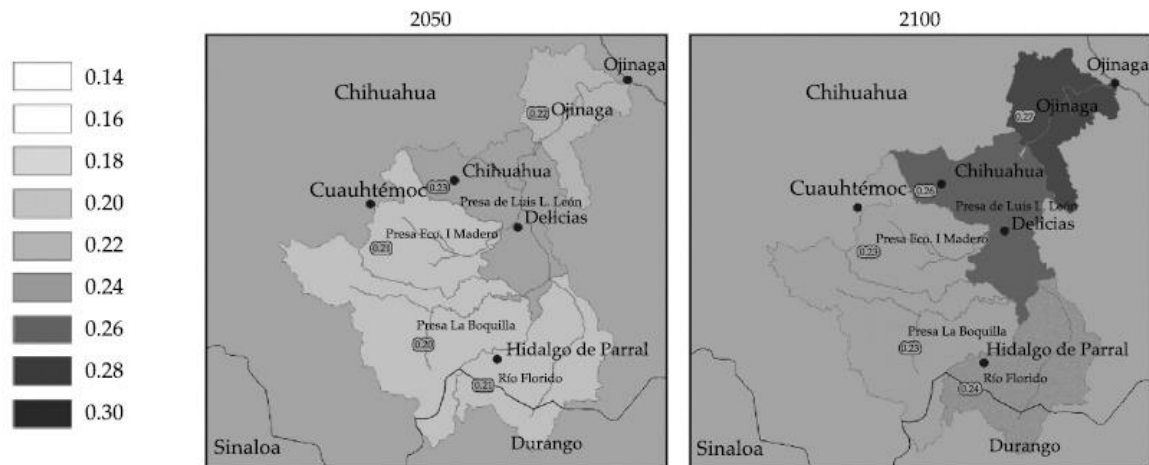 2050
2100
0.14
0.16
0.18
0.20
0.22
0.24
0.26
0.28
0.30
Ojinaga
Chihuahua
0.22
Ojinaga
Chihuahua
0.23
Cuauhtémoc
Presa de Luis L. León
Delicias
Presa Eco. I Madero
0.21
Presa La Boquilla
0.20
Hidalgo de Parral
0.21
Río Florido
Sinaloa
Durango
Ojinaga
Chihuahua
Ojinaga
0.27
Chihuahua
0.26
Cuauhtémoc
Presa de Luis L. León
Delicias
Presa Eco. I Madero
0.23
Presa La Boquilla
0.23
Hidalgo de Parral
Río Florido
0.24
Sinaloa
Durango